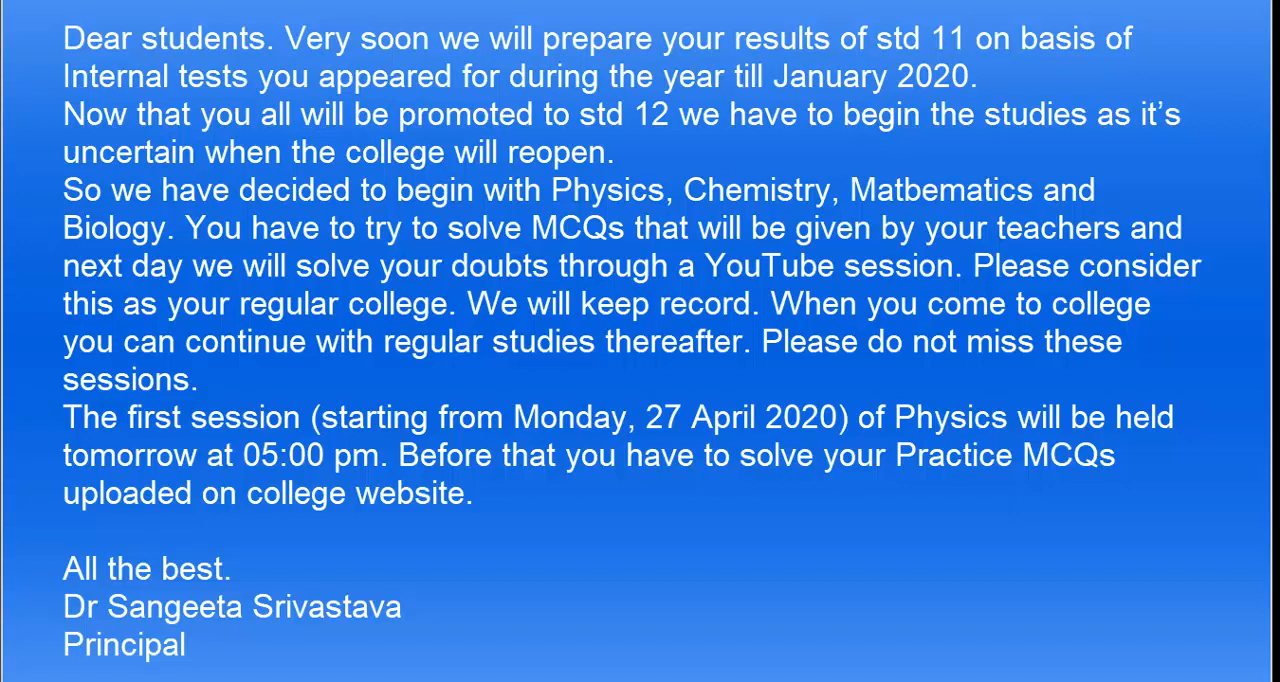 Dear students. Very soon we will prepare your results of std 11 on basis of
Internal tests you appeared for during the year till January 2020.
Now that you all will be promoted to std 12 we have to begin the studies as it’s
uncertain when the college will reopen.
So we have decided to begin with Physics, Chemistry, Matbematics and
Biology. You have to try to solve MCQs that will be given by your teachers and
next day we will solve your doubts through a YouTube session. Please consider
this as your regular college. We will keep record. When you come to college
you can continue with regular studies thereafter. Please do not miss these
sessions.
The first session (starting from Monday, 27 April 2020) of Physics will be held
tomorrow at 05:00 pm. Before that you have to solve your Practice MCQs
uploaded on college website.
All the best.
Dr Sangeeta Srivastava
Principal